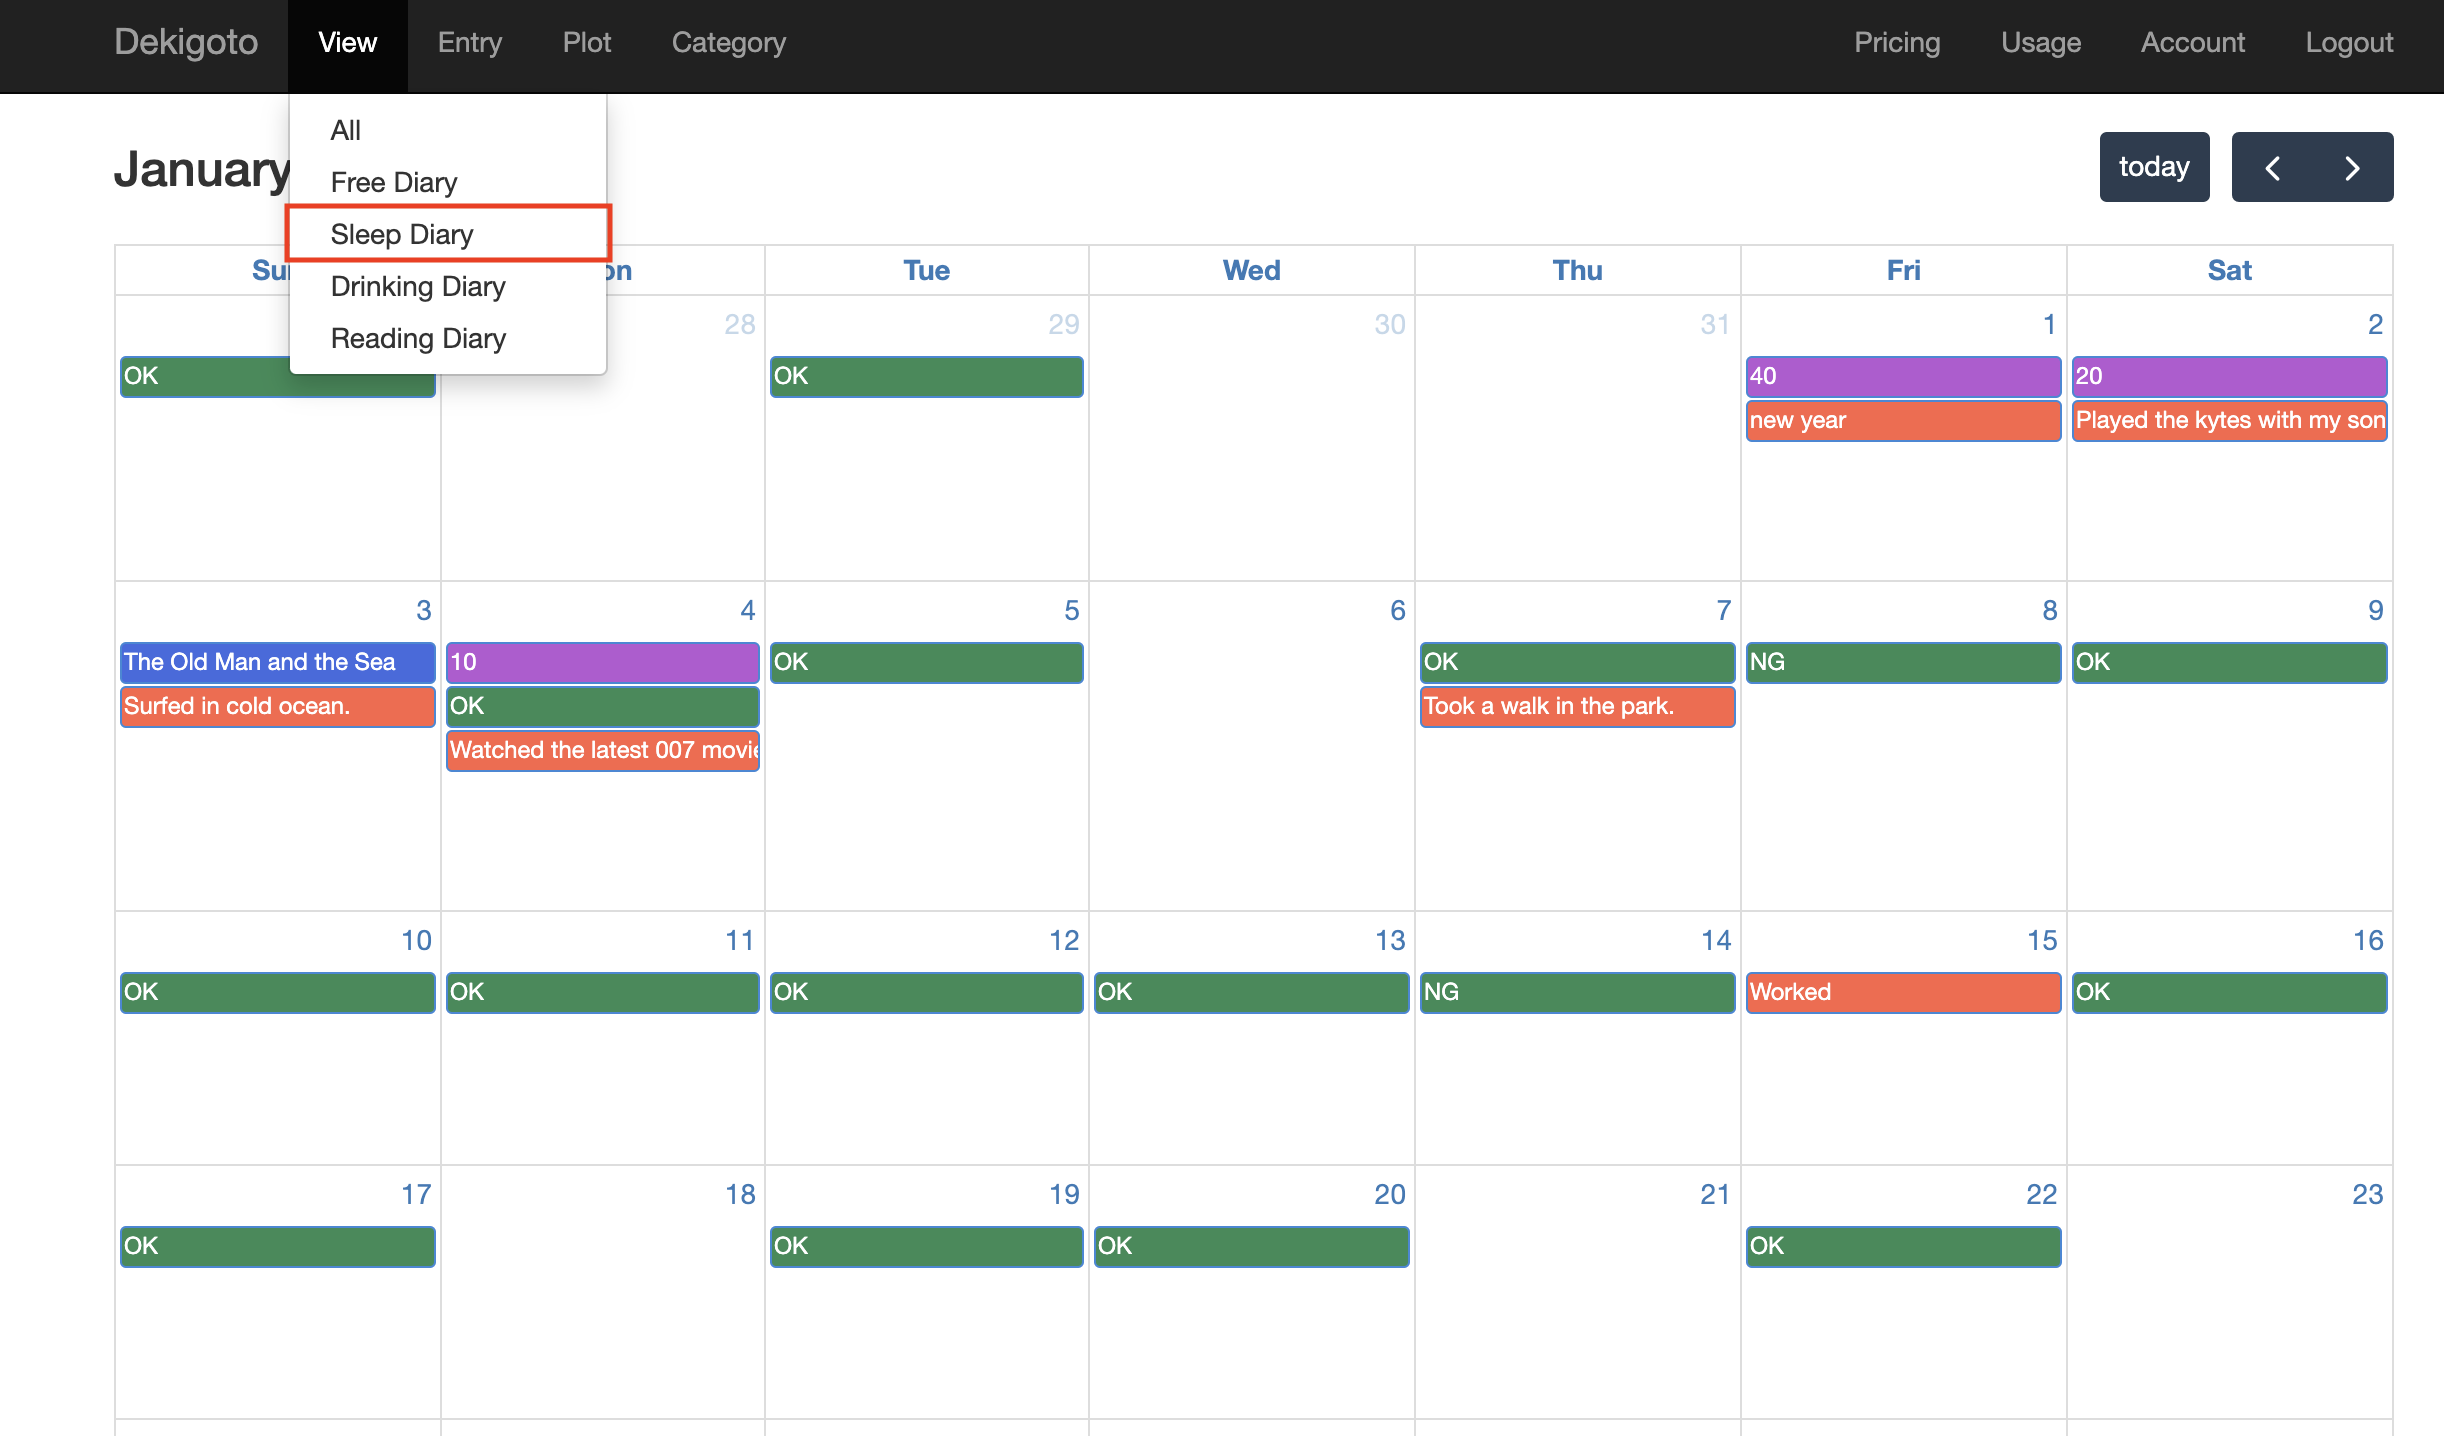 Dekigoto View Entry Plot Category Pricing Usage Account Logout
All
Free Diary
Sleep Diary
Drinking Diary
Reading Diary
January
today
Tue Wed Thu Fri Sat
28 29 30 31 1 2
OK OK 40 20
new year Played the kytes with my son
3 4 5 6 7 8 9
The Old Man and the Sea 10 OK OK NG OK
Surfed in cold ocean. OK Took a walk in the park.
Watched the latest 007 movie
10 11 12 13 14 15 16
OK OK OK OK NG Worked OK
17 18 19 20 21 22 23
OK OK OK OK